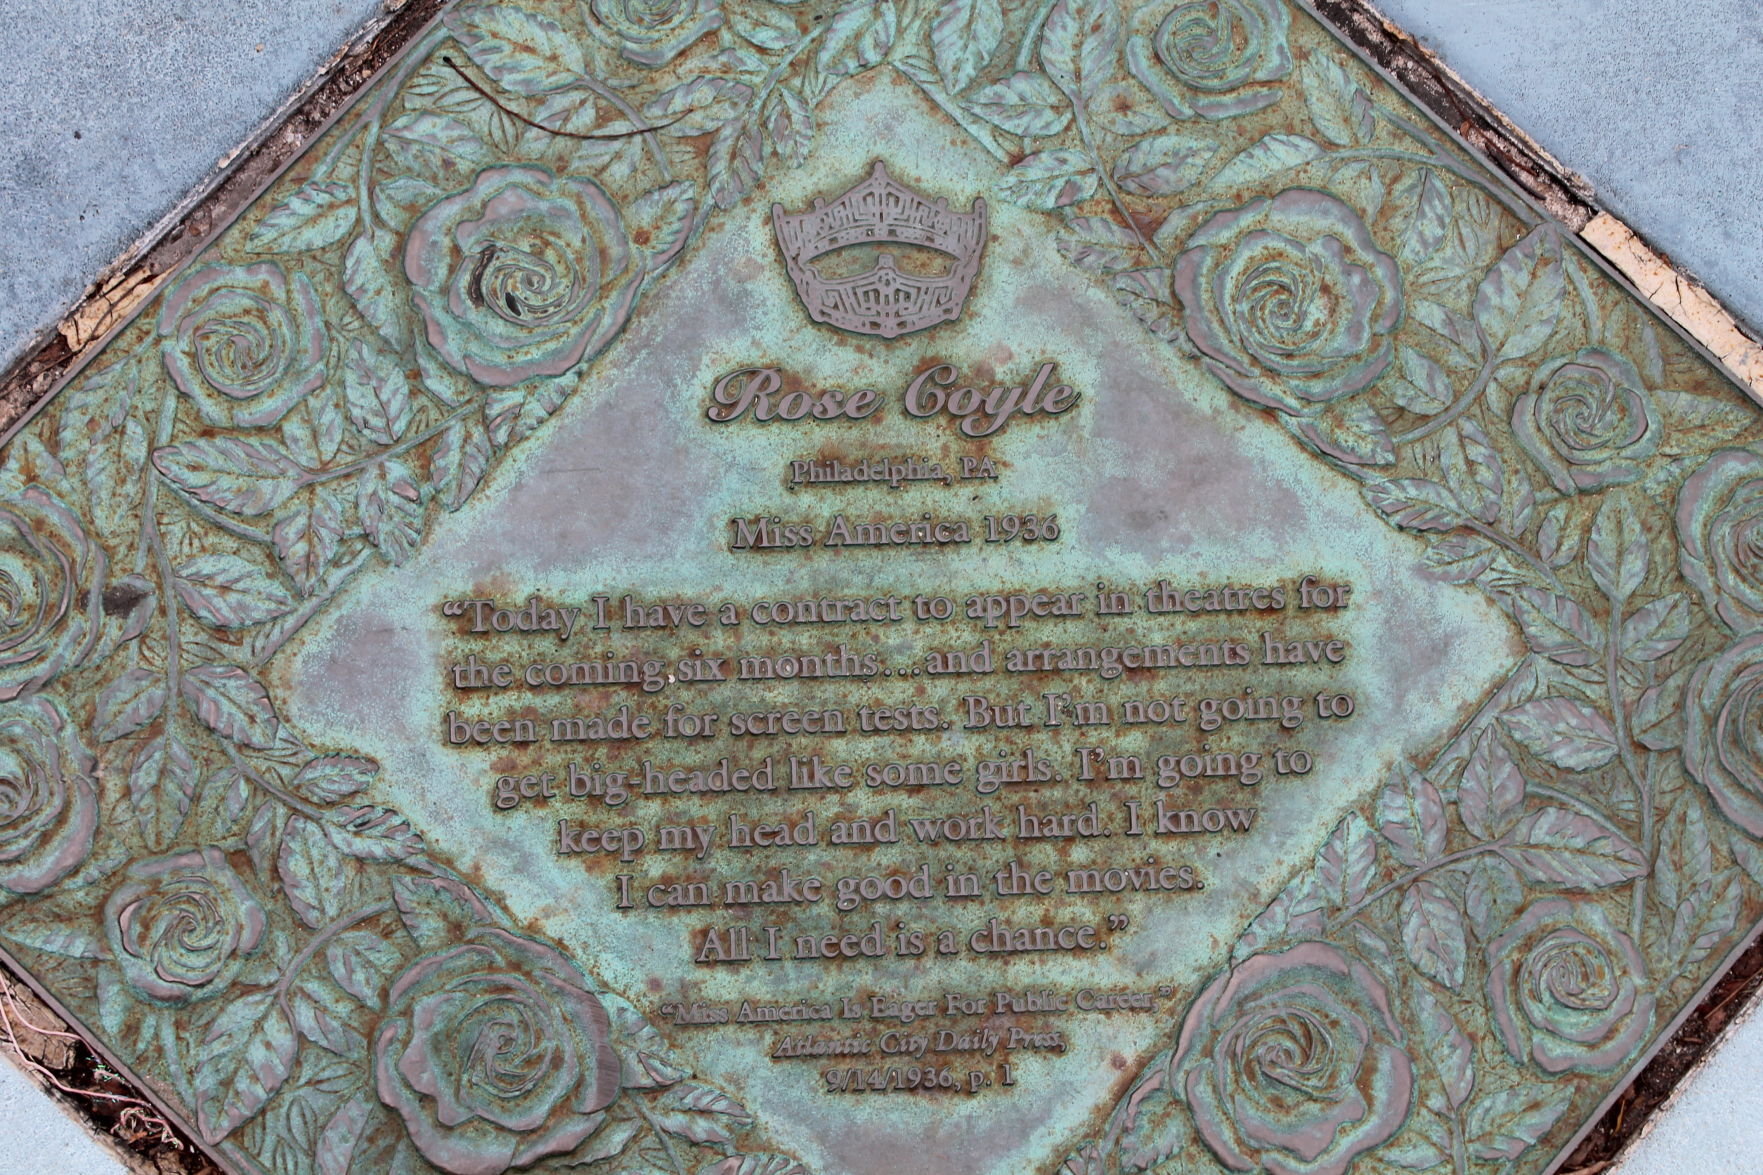 Rose Coyle
Philadelphia, PA
Miss America 1936
“Today I have a contract to appear in theatres for
the coming six months....and arrangements have
been made for screen tests. But I’m not going to
get big-headed like some girls. I’m going to
keep my head and work hard. I know
I can make good in the movies.
All I need is a chance.”
“Miss America Is Eager For Public Career,”
Atlantic City Daily Press,
9/14/1936, p. 1